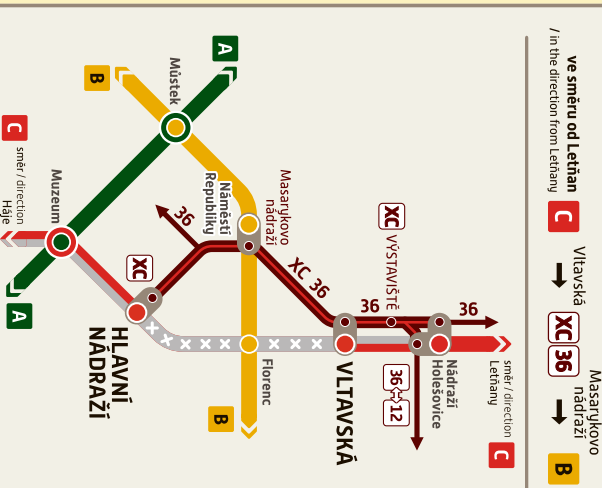 ve směru od Letňan
/ in the direction from Letňany
C
Vltavská
XC 36
Masarykovo
nádraží
B
směr / direction
Letňany
C
36
Nádraží
Holešovice
36
12
XC VÝSTAVIŠTĚ
36
VLTAVSKÁ
XC 36
Masarykovo
nádraží
Náměstí
Republiky
36
XC
Florenc
B
HLAVNÍ
NÁDRAŽÍ
A
B
Můstek
Muzeum
A
C
směr / direction
Háje